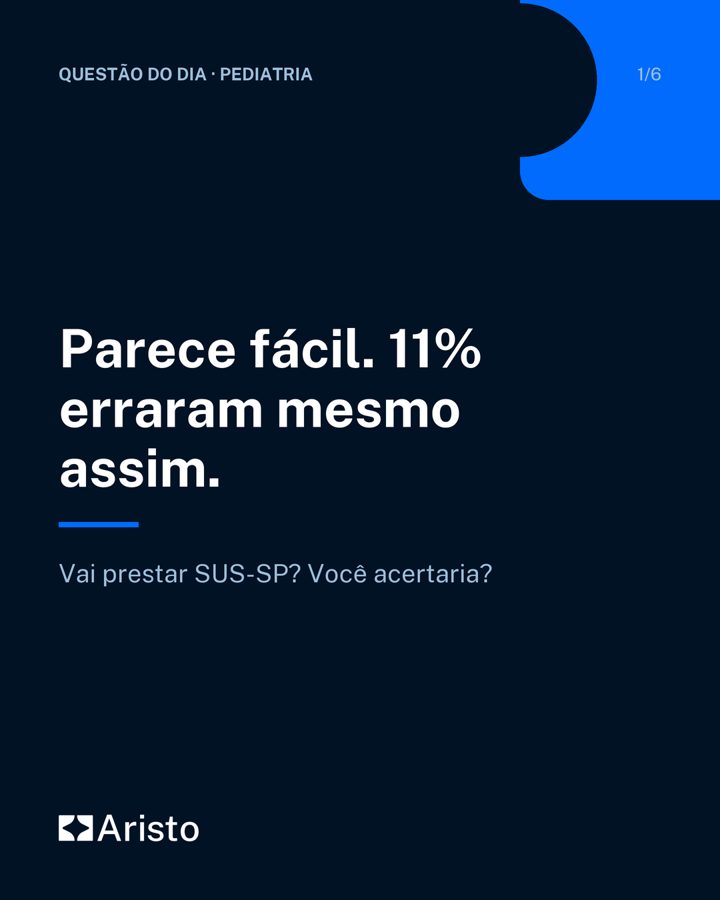 QUESTÃO DO DIA · PEDIATRIA
1/6
Parece fácil. 11%
erraram mesmo
assim.
Vai prestar SUS-SP? Você acertaria?
Aristo